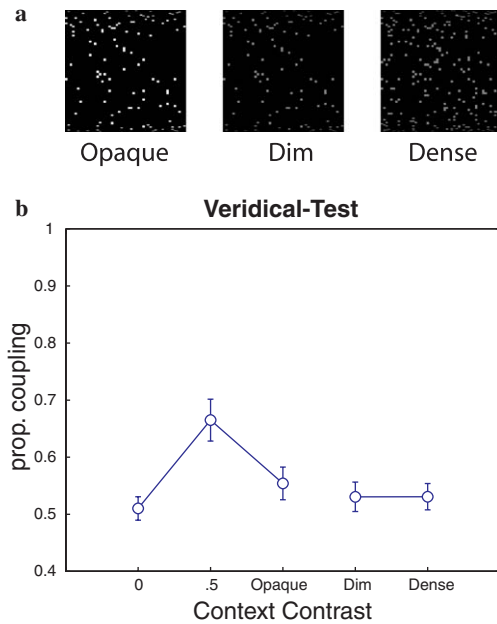 a
Opaque Dim Dense
b
Veridical-Test
1
0.9
0.8
0.7
0.6
0.5
0.4
prop. coupling
0 .5 Opaque Dim Dense
Context Contrast